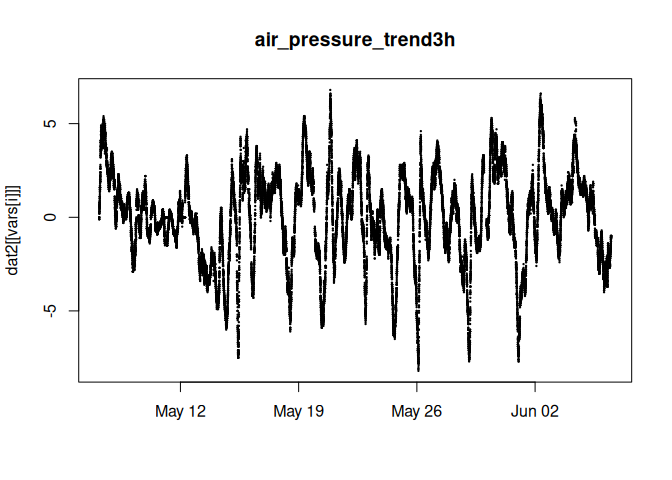 air_pressure_trend3h
dat2[[vars[i]]]
5
0
-5
May 12 May 19 May 26 Jun 02